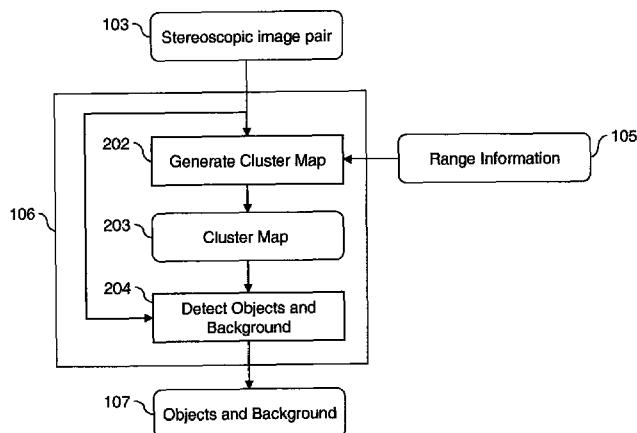 103
Stereoscopic image pair
202
Generate Cluster Map
105
Range Information
106
203
Cluster Map
204
Detect Objects and
Background
107
Objects and Background